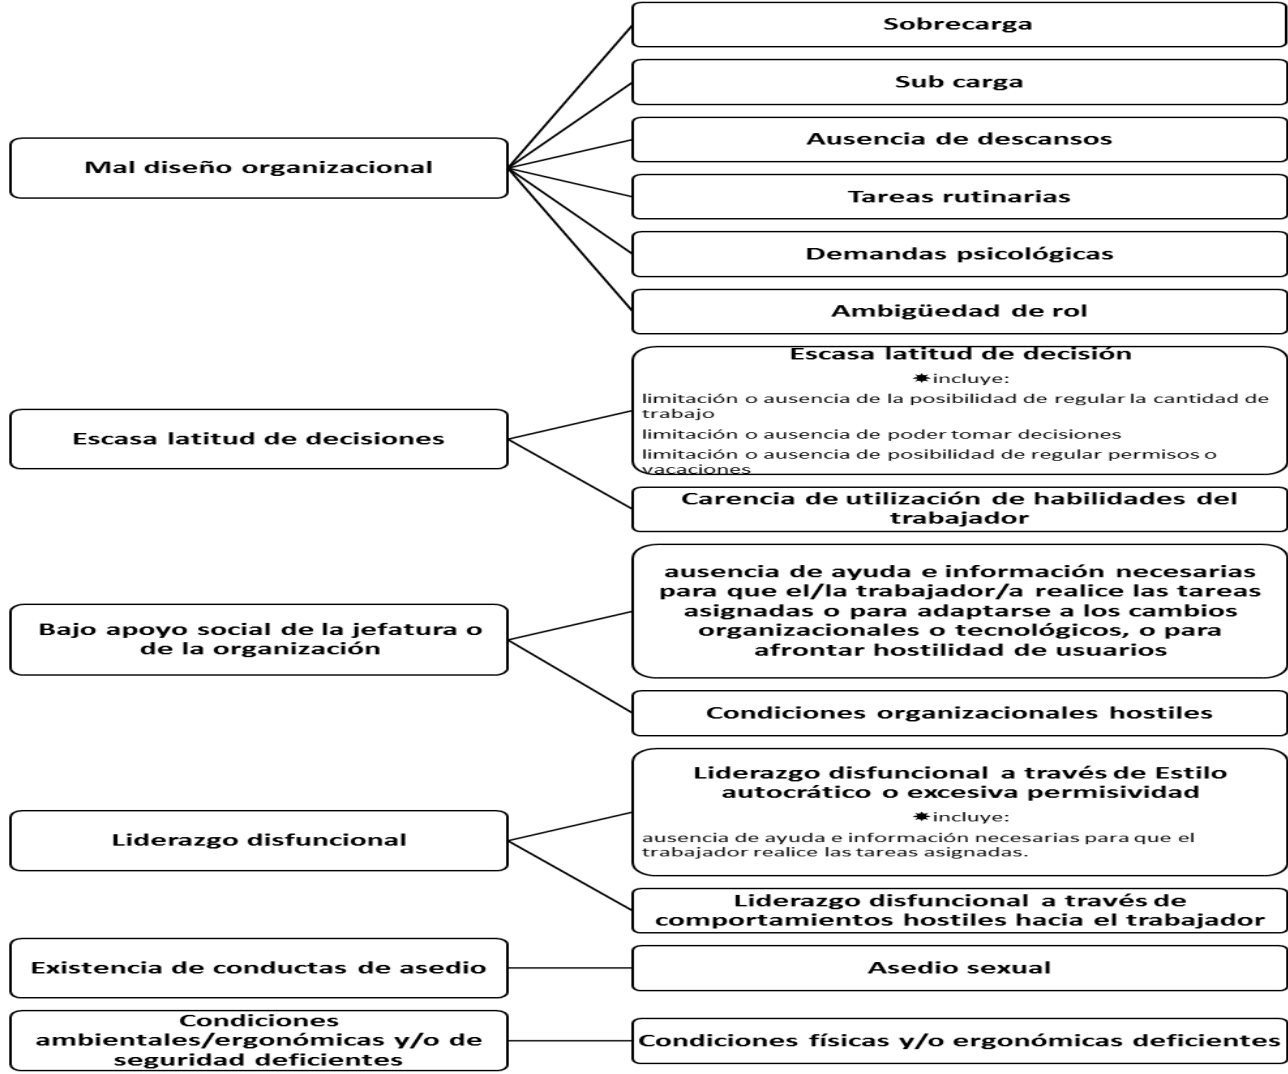 Mal diseño organizacional
Sobrecarga
Sub carga
Ausencia de descansos
Tareas rutinarias
Demandas psicológicas
Ambigüedad de rol
Escasa latitud de decisiones
Escasa latitud de decisión
✷incluye:
limitación o ausencia de la posibilidad de regular la cantidad de
trabajo
limitación o ausencia de poder tomar decisiones
limitación o ausencia de posibilidad de regular permisos o
vacaciones
Carencia de utilización de habilidades del
trabajador
Bajo apoyo social de la jefatura o
de la organización
ausencia de ayuda e información necesarias
para que el/la trabajador/a realice las tareas
asignadas o para adaptarse a los cambios
organizacionales o tecnológicos, o para
afrontar hostilidad de usuarios
Condiciones organizacionales hostiles
Liderazgo disfuncional
Liderazgo disfuncional a través de Estilo
autocrático o excesiva permisividad
✷incluye:
ausencia de ayuda e información necesarias para que el
trabajador realice las tareas asignadas.
Liderazgo disfuncional a través de
comportamientos hostiles hacia el trabajador
Existencia de conductas de asedio
Asedio sexual
Condiciones
ambientales/ergonómicas y/o de
seguridad deficientes
Condiciones físicas y/o ergonómicas deficientes